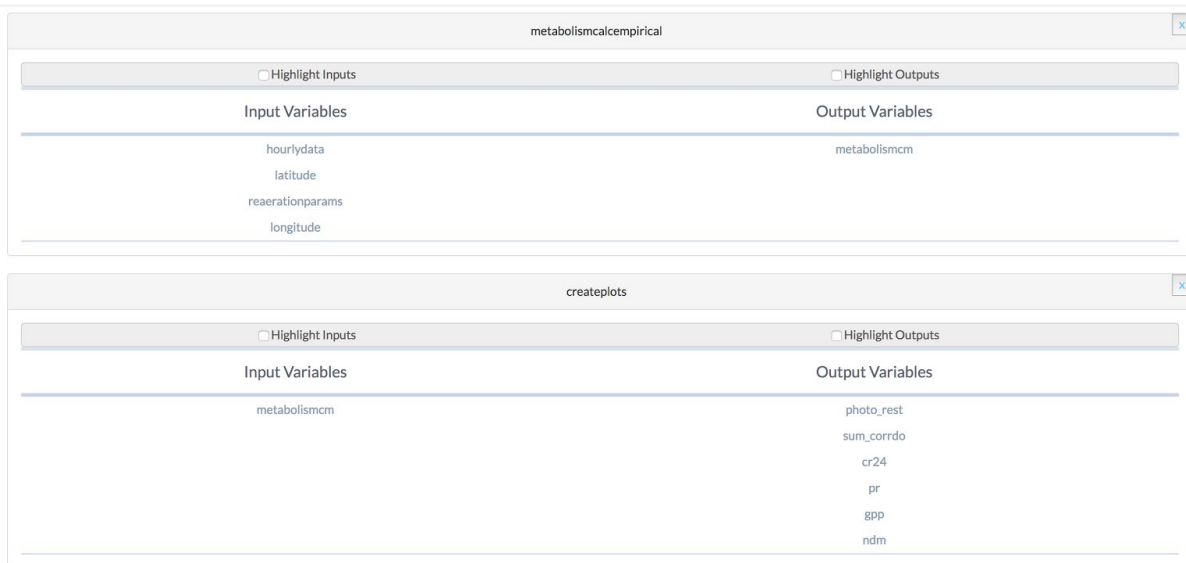 metabolismcalcempirical
x
Highlight Inputs Highlight Outputs
Input Variables Output Variables
hourlydata metabolismcm
latitude
reaerationparams
longitude
createplots
x
Highlight Inputs Highlight Outputs
Input Variables Output Variables
metabolismcm photo_rest
sum_corrdo
cr24
pr
gpp
ndm